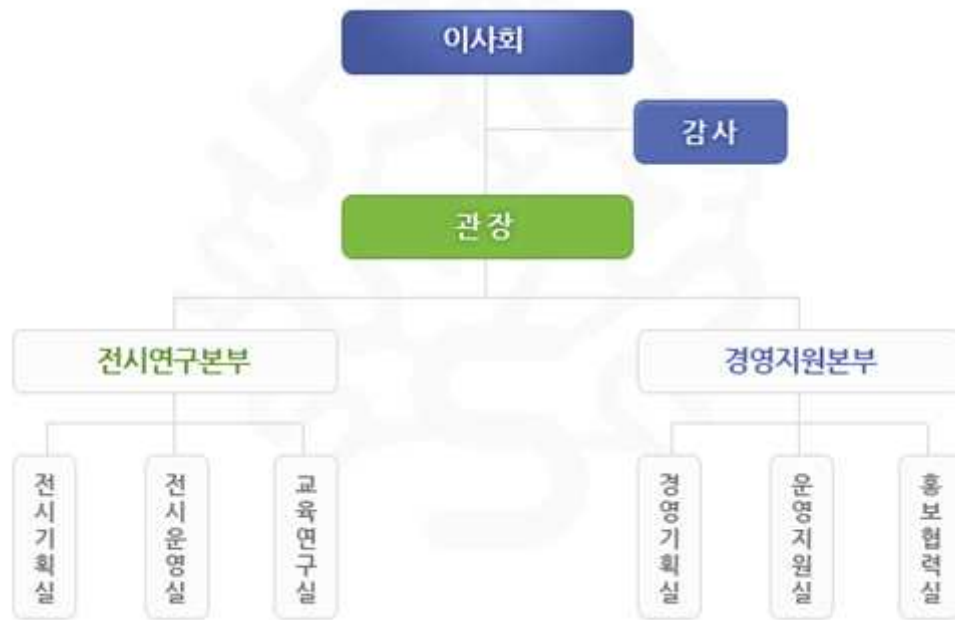 이사회
감 사
관 장
전시연구본부
경영지원본부
전시기획실
전시운영실
교육연구실
경영기획실
운영지원실
홍보협력실